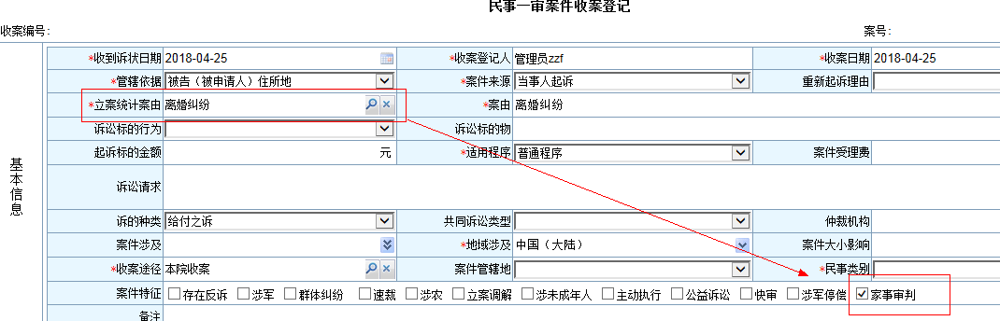 民事一审案件收案登记
收案编号: 案号:
*收到诉状日期 2018-04-25 *收案登记人 管理员zzf *收案日期 2018-04-25
*管辖依据 被告（被申请人）住所地 *案件来源 当事人起诉 重新起诉理由
*立案统计案由 离婚纠纷 *案由 离婚纠纷
诉讼标的行为 诉讼标的物
起诉标的金额 元 *适用程序 普通程序 案件受理费
基本信息
诉讼请求
诉的种类 给付之诉 共同诉讼类型 仲裁机构
案件涉及 *地域涉及 中国（大陆） 案件大小影响
*收案途径 本院收案 案件管辖地 *民事类别
案件特征 存在反诉 涉军 群体纠纷 速裁 涉农 立案调解 涉未成年人 主动执行 公益诉讼 快审 涉军停偿 家事审判
备注